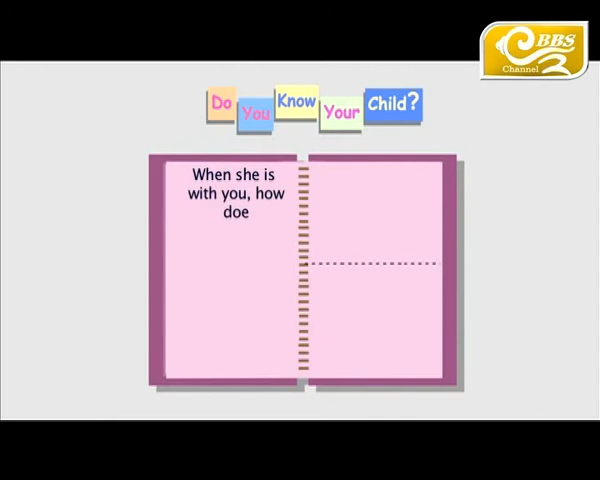 BBS
Channel 2
Do You Know Your Child?
When she is
with you, how
doe